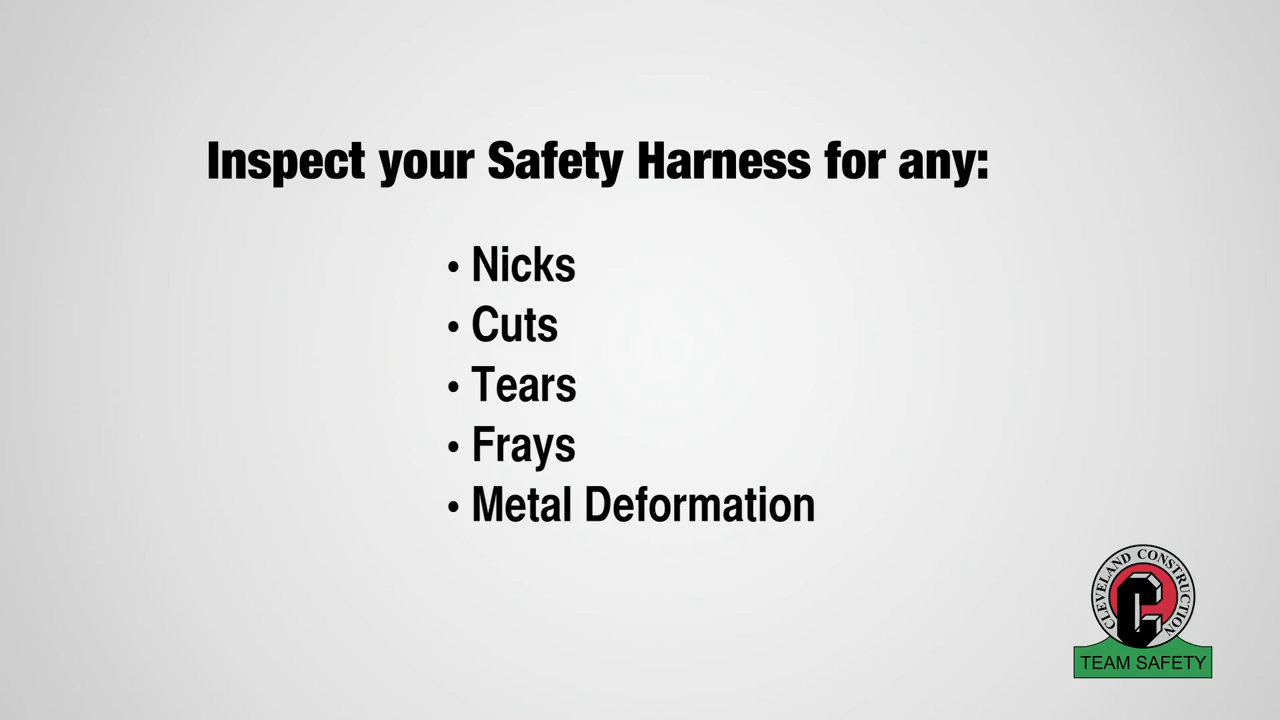 Inspect your Safety Harness for any:
• Nicks
• Cuts
• Tears
• Frays
• Metal Deformation
CLEVELAND CONSTRUCTION
C
TEAM SAFETY